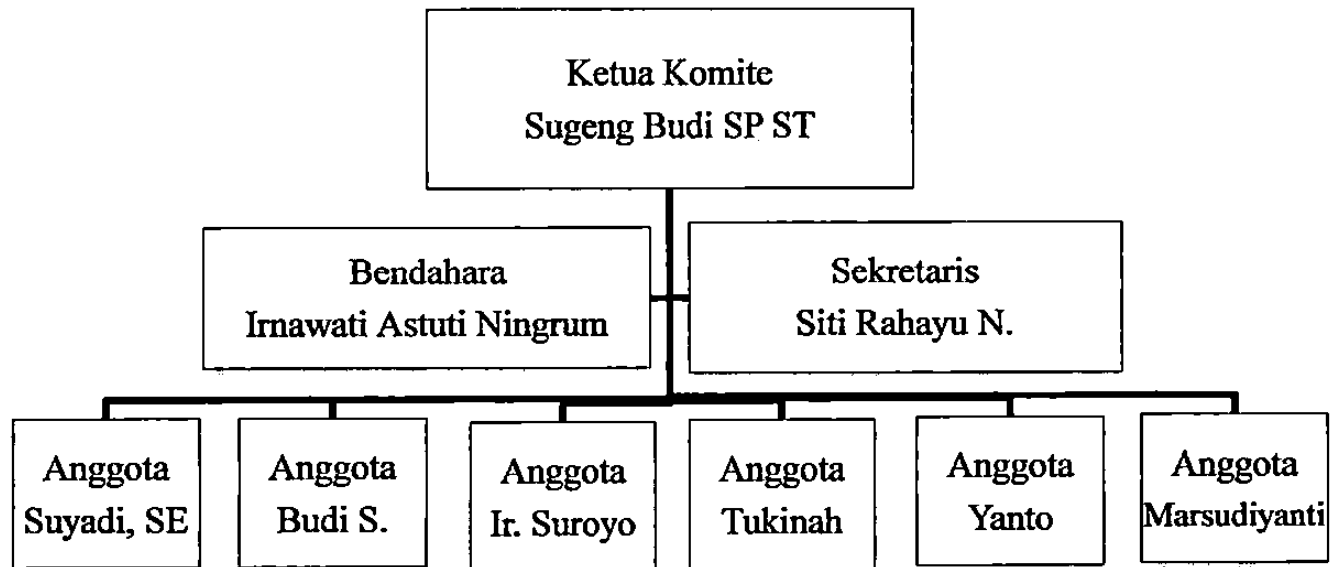 Ketua Komite
Sugeng Budi SP ST
Bendahara
Irnawati Astuti Ningrum
Sekretaris
Siti Rahayu N.
Anggota
Suyadi, SE
Anggota
Budi S.
Anggota
Ir. Suroyo
Anggota
Tukinah
Anggota
Yanto
Anggota
Marsudiyanti